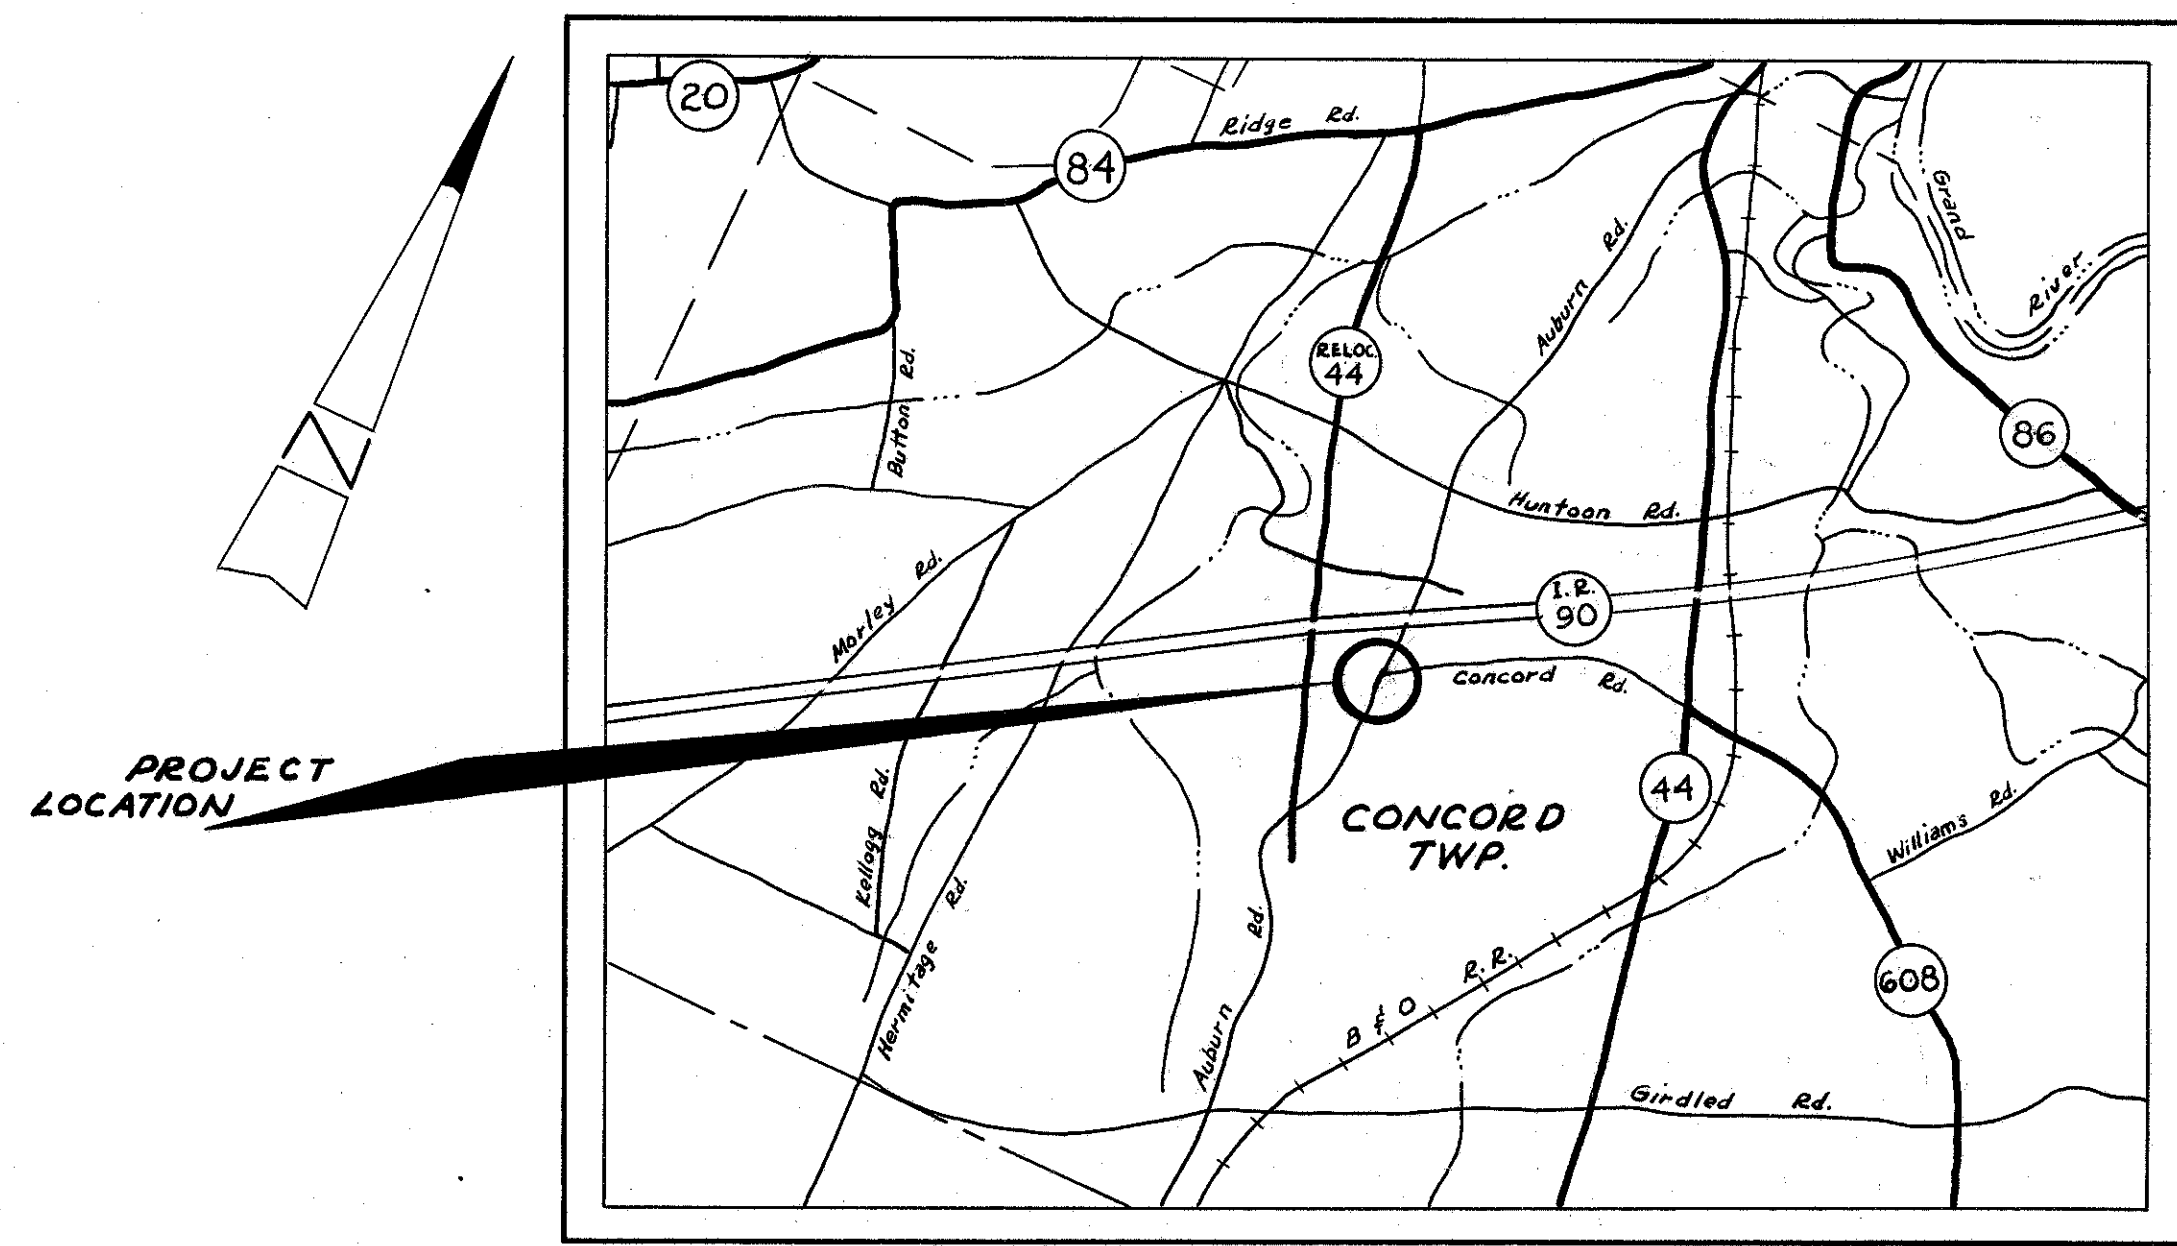 20
84
Ridge Rd.
Grand
River
Auburn Rd.
RELOC.
44
Button Rd.
86
Huntoon Rd.
Morley Rd.
I.R.
90
N
Concord Rd.
PROJECT
LOCATION
44
CONCORD
TWP.
Williams Rd.
Kellogg Rd.
Hermitage Rd.
Auburn Rd.
B & O R.R.
608
Girdled Rd.